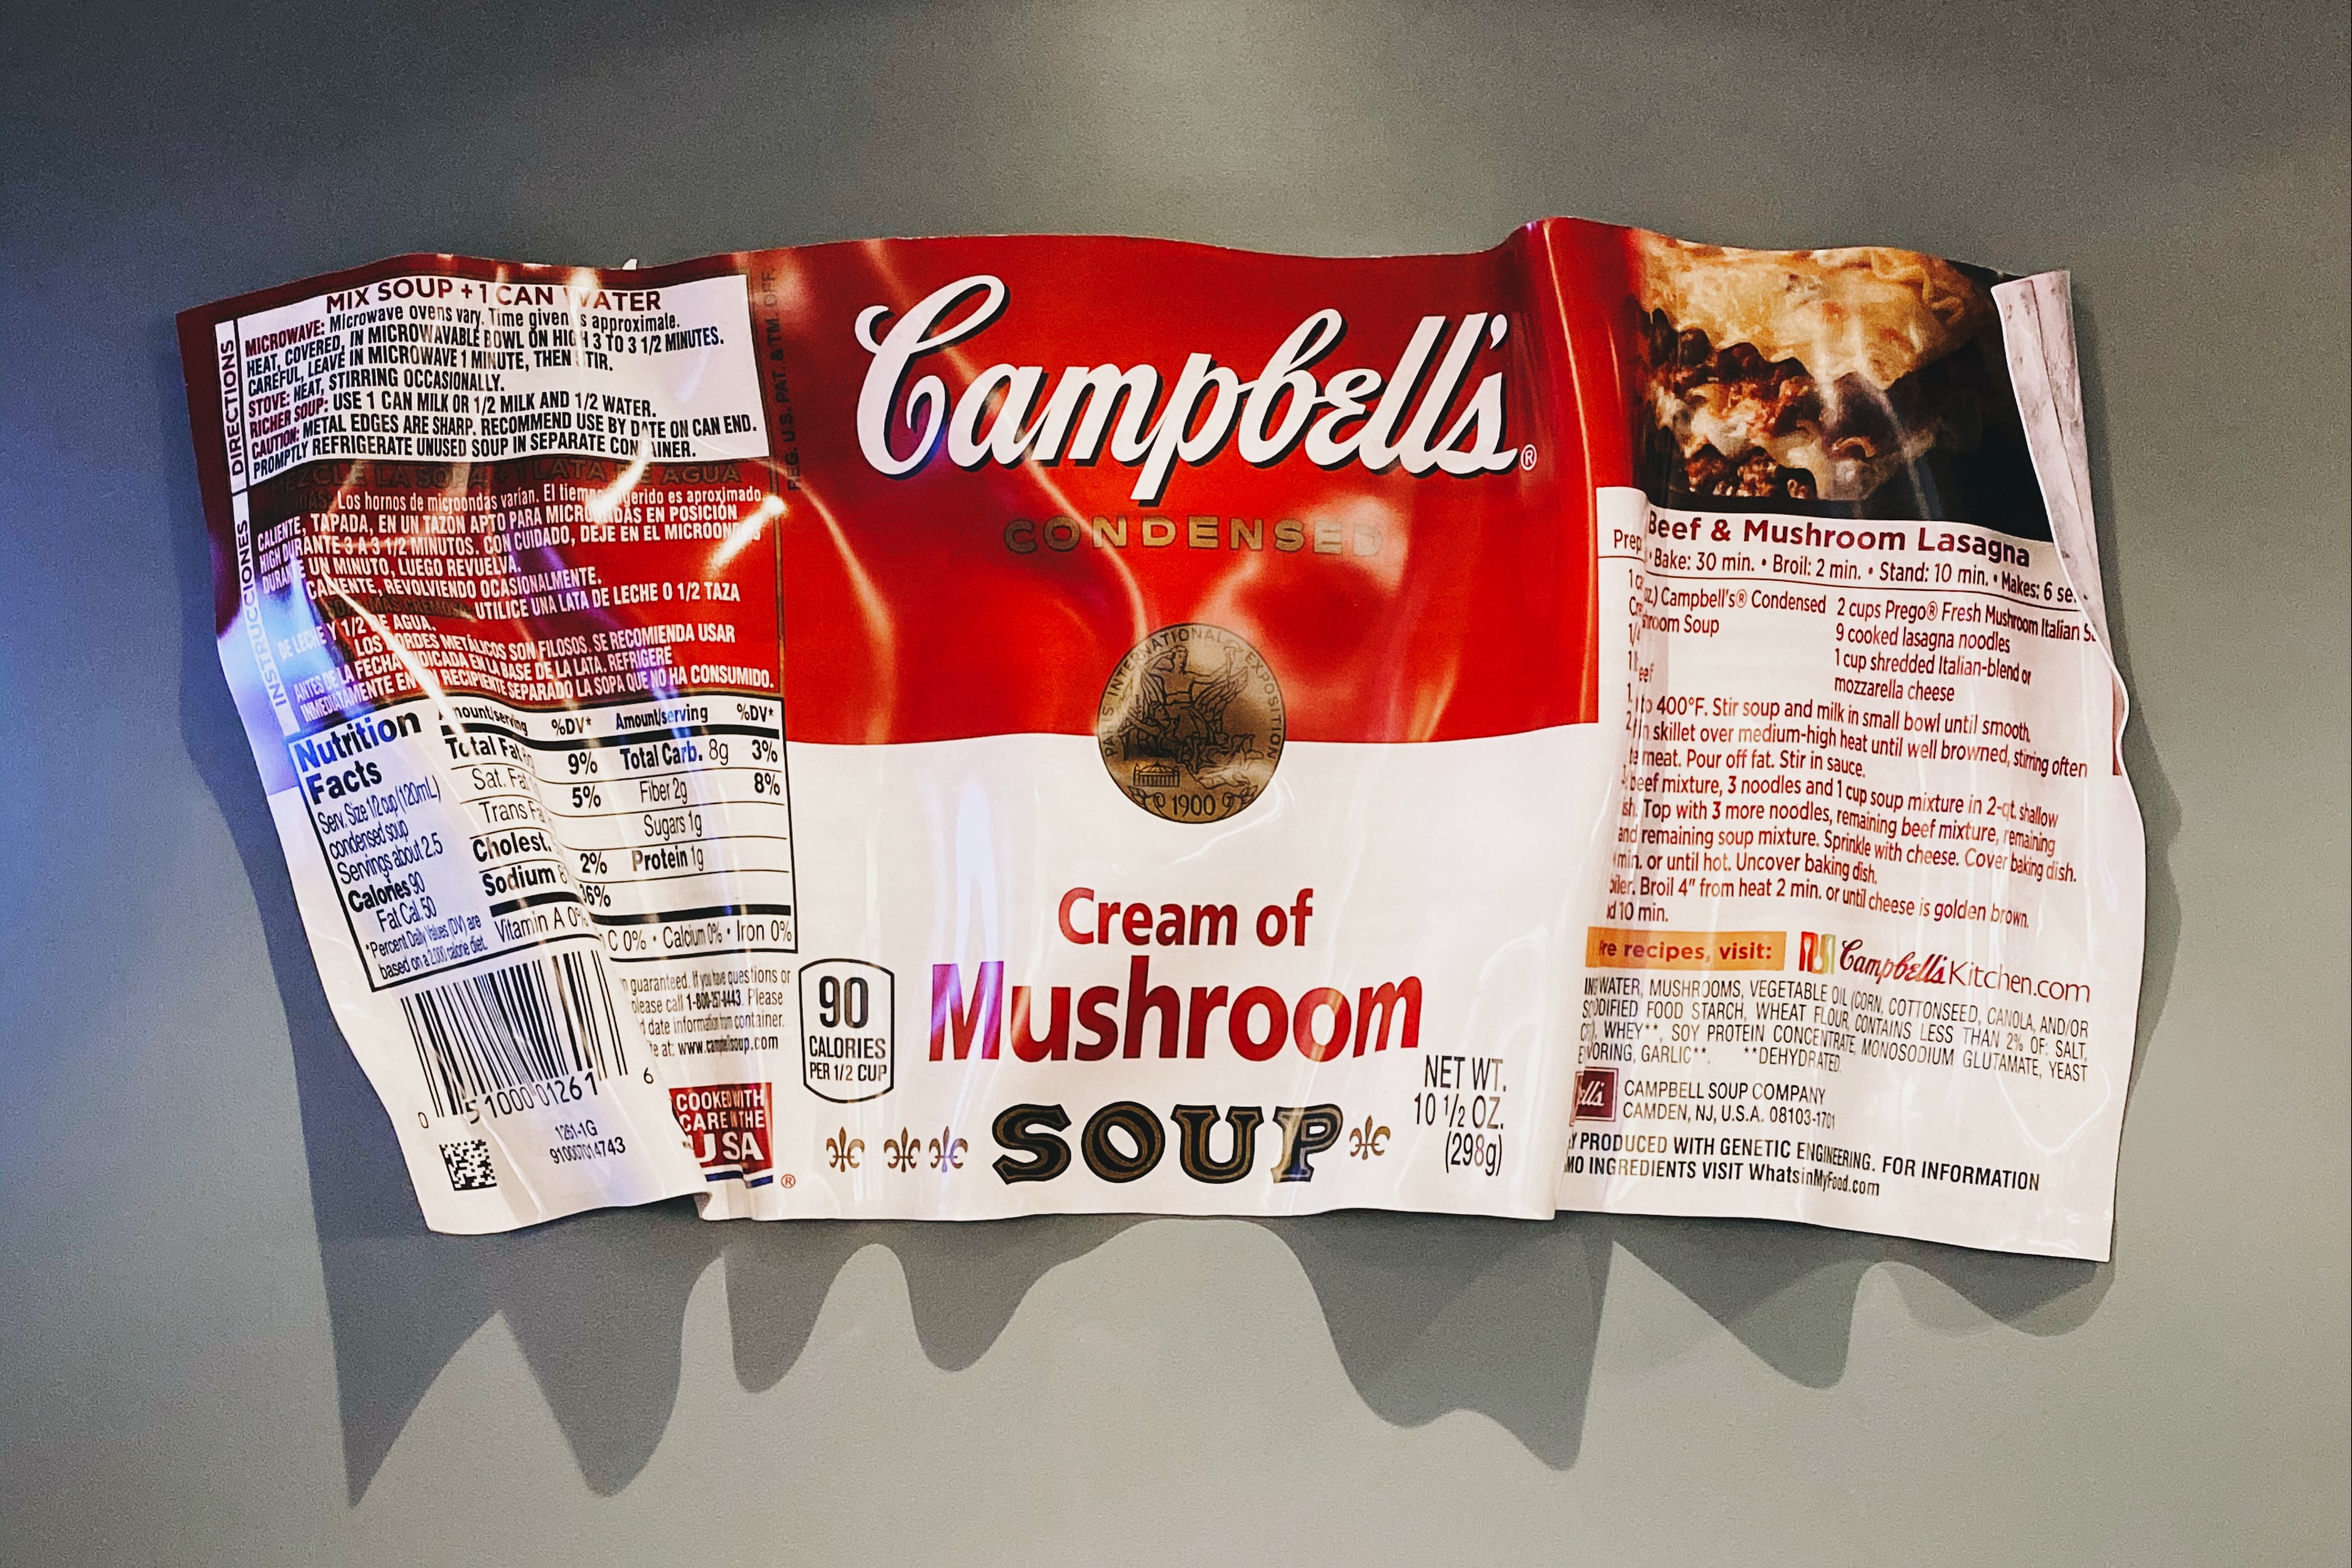 MIX SOUP + 1 CAN WATER
DIRECTIONS
MICROWAVE: Microwave ovens vary. Time given is approximate.
HEAT, COVERED, IN MICROWAVABLE BOWL ON HIGH 3 TO 3 1/2 MINUTES.
CAREFUL, LEAVE IN MICROWAVE 1 MINUTE, THEN STIR.
STOVE: HEAT, STIRRING OCCASIONALLY.
RICHER SOUP: USE 1 CAN MILK OR 1/2 MILK AND 1/2 WATER.
CAUTION: METAL EDGES ARE SHARP. RECOMMEND USE BY DATE ON CAN END.
PROMPTLY REFRIGERATE UNUSED SOUP IN SEPARATE CONTAINER.
LA SOPA + 1 LATA DE AGUA
INSTRUCCIONES
Los hornos de microondas varían. El tiempo es aproximado.
CALIENTE, TAPADA, EN UN TAZÓN APTO PARA MICROONDAS EN POSICIÓN
HIGH DURANTE 3 A 3 1/2 MINUTOS. CON CUIDADO, DEJE EN EL
DURANTE UN MINUTO, LUEGO REVUELVA.
CALIENTE, REVOLVIENDO OCASIONALMENTE.
MÁS CREMOSA: UTILICE UNA LATA DE LECHE O 1/2 TAZA
DE LECHE Y 1/2 DE AGUA.
LOS BORDES METÁLICOS SON FILOSOS. SE RECOMIENDA USAR
ANTES DE LA FECHA INDICADA EN LA BASE DE LA LATA. REFRIGERE
INMEDIATAMENTE EN RECIPIENTE SEPARADO LA SOPA QUE NO HA CONSUMIDO.
Nutrition
Facts
Serv. Size 1/2 cup (120mL)
condensed soup
Servings about 2.5
Calories 90
Fat Cal. 50
*Percent Daily Values (DV) are
based on a 2,000 calorie diet.
Amount/serving %DV* Amount/serving %DV*
Total Fat 9% Total Carb. 8g 3%
Sat. Fat 5% Fiber 2g 8%
Trans Sugars 1g
Cholest. 2% Protein 1g
Sodium
Vitamin A 0% C 0% • Calcium 0% • Iron 0%
guaranteed. If you have questions or
please call 1-800-257-8443. Please
date information from container.
at: www.campbellsoup.com
0 51000 01261 6
1261-1G
910007014743
COOKED WITH
CARE IN THE
USA
®
REG. U.S. PAT. & TM. OFF.
Campbell's®
CONDENSED
PARIS INTERNATIONAL EXPOSITION
1900
Cream of
Mushroom
SOUP
90
CALORIES
PER 1/2 CUP
NET WT.
10 1/2 OZ.
(298g)
Beef & Mushroom Lasagna
Bake: 30 min. • Broil: 2 min. • Stand: 10 min. • Makes: 6
Campbell's® Condensed
Soup
2 cups Prego® Fresh Mushroom Italian
9 cooked lasagna noodles
1 cup shredded Italian-blend or
mozzarella cheese
400°F. Stir soup and milk in small bowl until smooth.
skillet over medium-high heat until well browned, stirring often
meat. Pour off fat. Stir in sauce.
beef mixture, 3 noodles and 1 cup soup mixture in 2-qt. shallow
Top with 3 more noodles, remaining beef mixture, remaining
and remaining soup mixture. Sprinkle with cheese. Cover baking dish.
min. or until hot. Uncover baking dish.
Broil 4" from heat 2 min. or until cheese is golden brown.
10 min.
recipes, visit: Campbell'sKitchen.com
WATER, MUSHROOMS, VEGETABLE OIL (CORN, COTTONSEED, CANOLA, AND/OR
FOOD STARCH, WHEAT FLOUR, CONTAINS LESS THAN 2% OF: SALT,
WHEY**, SOY PROTEIN CONCENTRATE, MONOSODIUM GLUTAMATE, YEAST
GARLIC**. **DEHYDRATED
CAMPBELL SOUP COMPANY
CAMDEN, NJ, U.S.A. 08103-1701
PRODUCED WITH GENETIC ENGINEERING. FOR INFORMATION
INGREDIENTS VISIT WhatsinMyFood.com